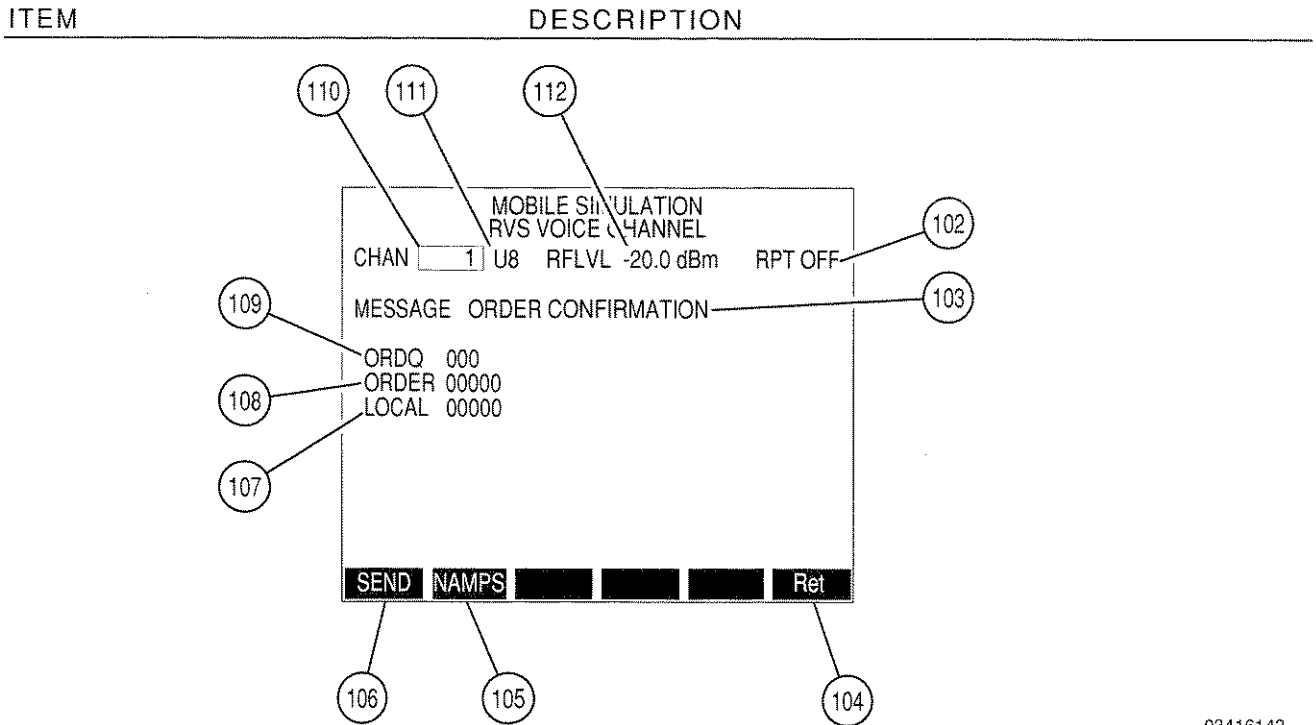 ITEM DESCRIPTION
110 111 112
MOBILE SIMULATION
RVS VOICE CHANNEL
102
CHAN 1 U8 RFLVL -20.0 dBm RPT OFF
109
MESSAGE ORDER CONFIRMATION
103
ORDQ 000
108
ORDER 00000
LOCAL 00000
107
SEND NAMPS Ret
106 105 104
03416142